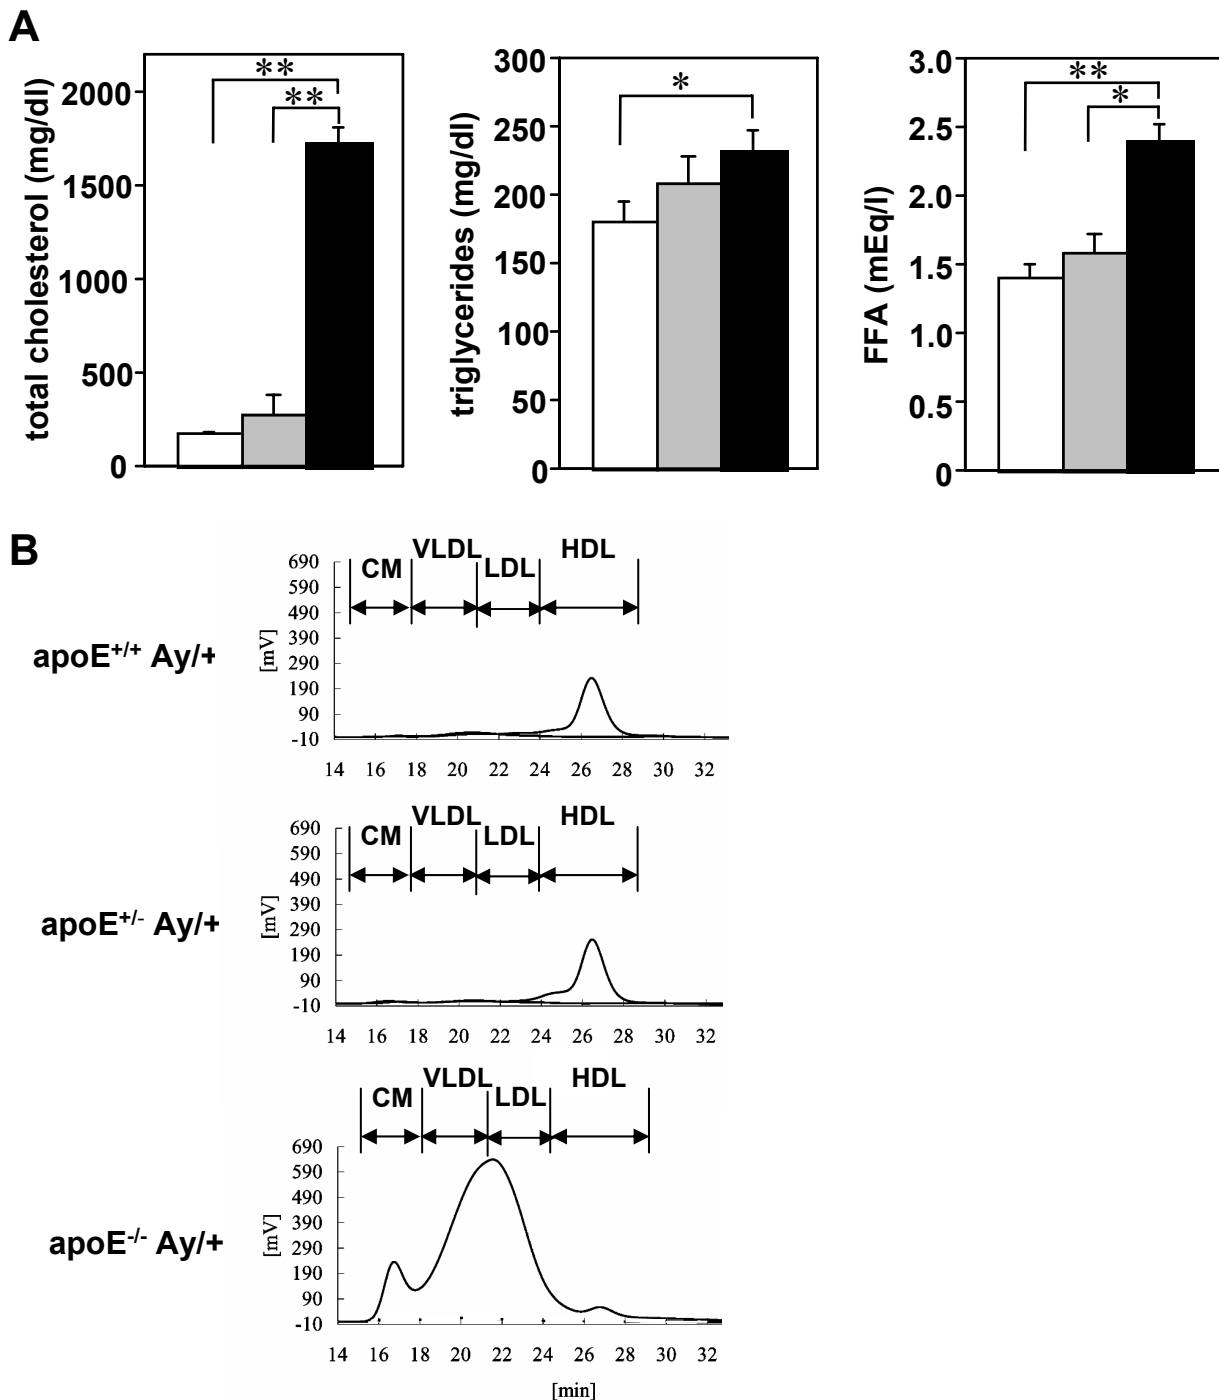 A
total cholesterol (mg/dl)
2000
1500
1000
500
0
**
**
triglycerides (mg/dl)
300
250
200
150
100
50
0
*
FFA (mEq/l)
3.0
2.5
2.0
1.5
1.0
0.5
0
**
*
B
apoE+/+ Ay/+
[mV]
690
590
490
390
290
190
90
-10
CM
VLDL
LDL
HDL
14 16 18 20 22 24 26 28 30 32
apoE+/- Ay/+
[mV]
690
590
490
390
290
190
90
-10
CM
VLDL
LDL
HDL
14 16 18 20 22 24 26 28 30 32
apoE-/- Ay/+
[mV]
690
590
490
390
290
190
90
-10
CM
VLDL
LDL
HDL
14 16 18 20 22 24 26 28 30 32
[min]